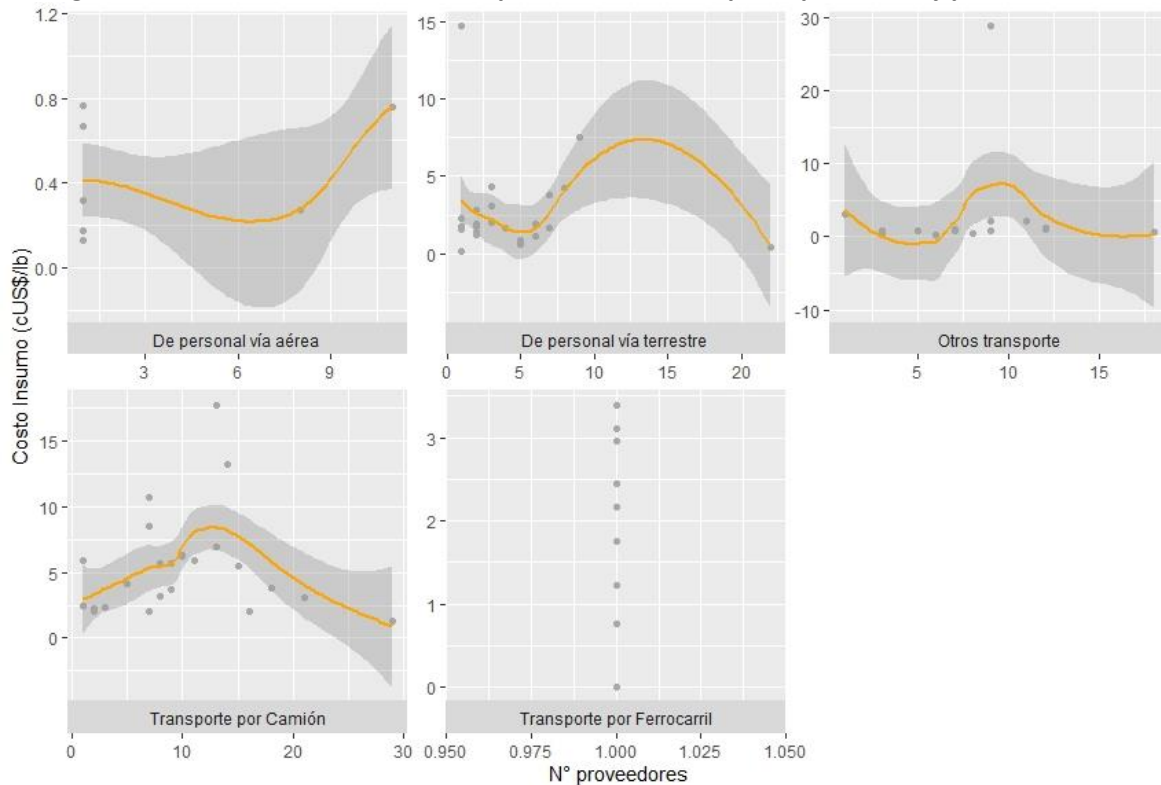 1.2
0.8
0.4
0.0
15
10
5
0
30
20
10
0
-10
De personal vía aérea
De personal vía terrestre
Otros transporte
3 6 9
0 5 10 15 20
5 10 15
Costo Insumo (cUS$/lb)
15
10
5
0
3
2
1
0
Transporte por Camión
Transporte por Ferrocarril
0 10 20 30
0.950 0.975 1.000 1.025 1.050
N° proveedores